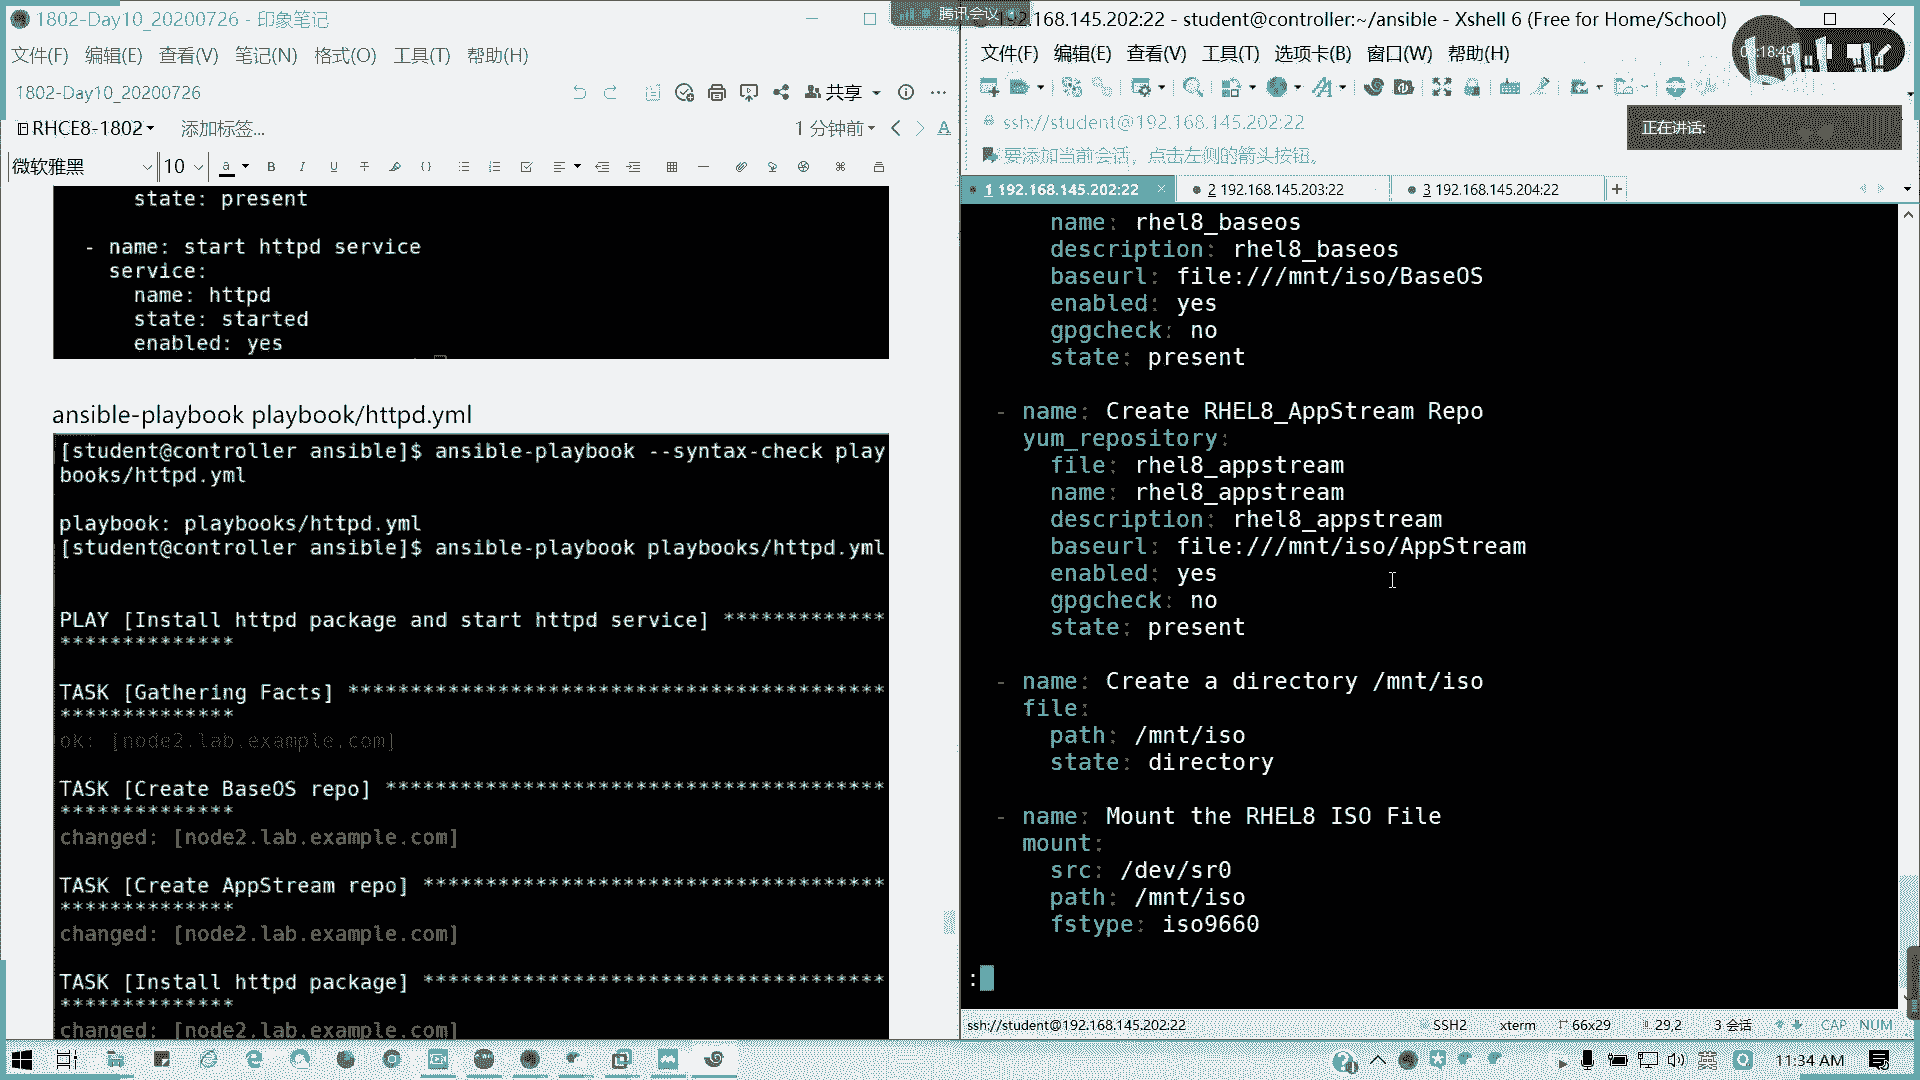 1802-Day10_20200726 - 印象笔记
文件(F) 编辑(E) 查看(V) 笔记(N) 格式(O) 工具(T) 帮助(H)
1802-Day10_20200726
共享
RHCE8-1802 添加标签...
1 分钟前
微软雅黑 10
state: present
- name: start httpd service
service:
name: httpd
state: started
enabled: yes
ansible-playbook playbook/httpd.yml
[student@controller ansible]$ ansible-playbook --syntax-check play
books/httpd.yml
playbook: playbooks/httpd.yml
[student@controller ansible]$ ansible-playbook playbooks/httpd.yml
PLAY [Install httpd package and start httpd service] *************
**************
TASK [Gathering Facts] *******************************************
**************
ok: [node2.lab.example.com]
TASK [Create BaseOS repo] ****************************************
**************
changed: [node2.lab.example.com]
TASK [Create AppStream repo] *************************************
**************
changed: [node2.lab.example.com]
TASK [Install httpd package] *************************************
**************
changed: [node2.lab.example.com]
腾讯会议
.168.145.202:22 - student@controller:~/ansible - Xshell 6 (Free for Home/School)
文件(F) 编辑(E) 查看(V) 工具(T) 选项卡(B) 窗口(W) 帮助(H)
ssh://student@192.168.145.202:22
正在讲话:
要添加当前会话，点击左侧的箭头按钮。
1 192.168.145.202:22 × 2 192.168.145.203:22 3 192.168.145.204:22 +
name: rhel8_baseos
description: rhel8_baseos
baseurl: file:///mnt/iso/BaseOS
enabled: yes
gpgcheck: no
state: present
- name: Create RHEL8_AppStream Repo
yum_repository:
file: rhel8_appstream
name: rhel8_appstream
description: rhel8_appstream
baseurl: file:///mnt/iso/AppStream
enabled: yes
gpgcheck: no
state: present
- name: Create a directory /mnt/iso
file:
path: /mnt/iso
state: directory
- name: Mount the RHEL8 ISO File
mount:
src: /dev/sr0
path: /mnt/iso
fstype: iso9660
:
ssh://student@192.168.145.202:22 SSH2 xterm 66x29 29,2 3 会话 CAP NUM
英 11:34 AM